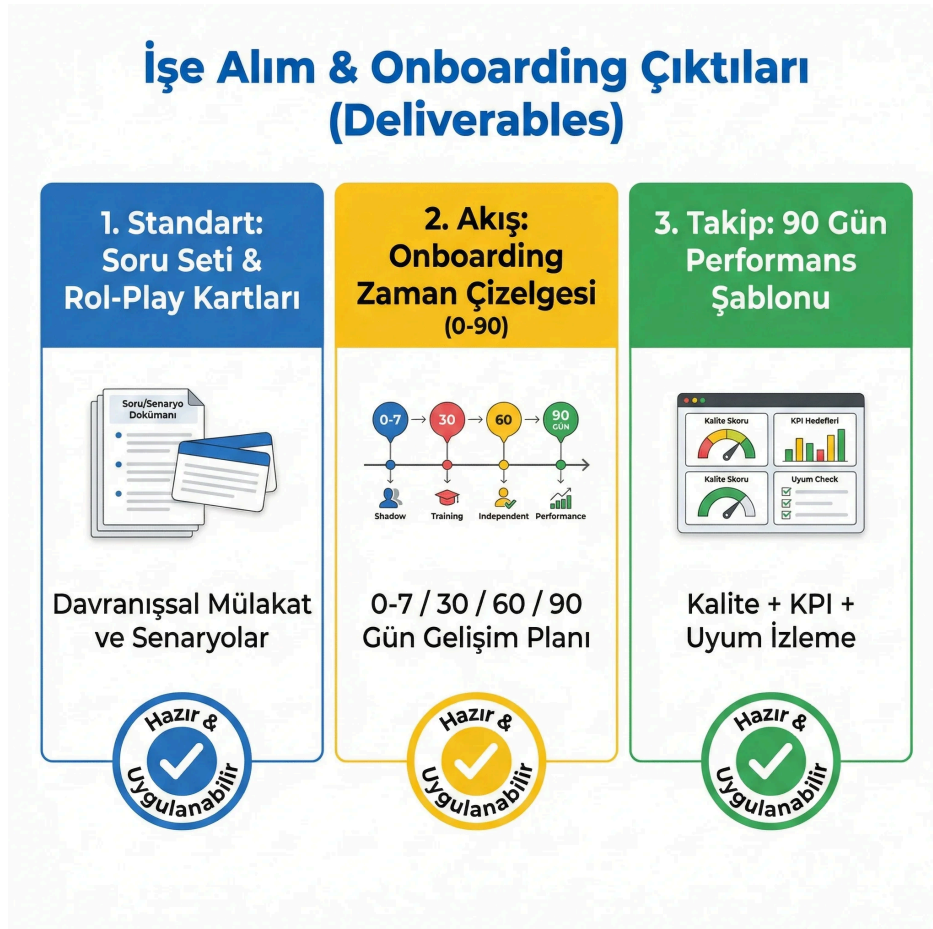 İşe Alım & Onboarding Çıktıları
(Deliverables)
1. Standart:
Soru Seti &
Rol-Play Kartları
Soru/Senaryo
Dokümanı
Davranışsal Mülakat
ve Senaryolar
Hazır &
Uygulanabilir
2. Akış:
Onboarding
Zaman Çizelgesi
(0-90)
0-7
30
60
90
GÜN
Shadow
Training
Independent
Performance
0-7 / 30 / 60 / 90
Gün Gelişim Planı
Hazır &
Uygulanabilir
3. Takip: 90 Gün
Performans
Şablonu
Kalite Skoru
KPI Hedefleri
Kalite Skoru
Uyum Check
Kalite + KPI +
Uyum İzleme
Hazır &
Uygulanabilir